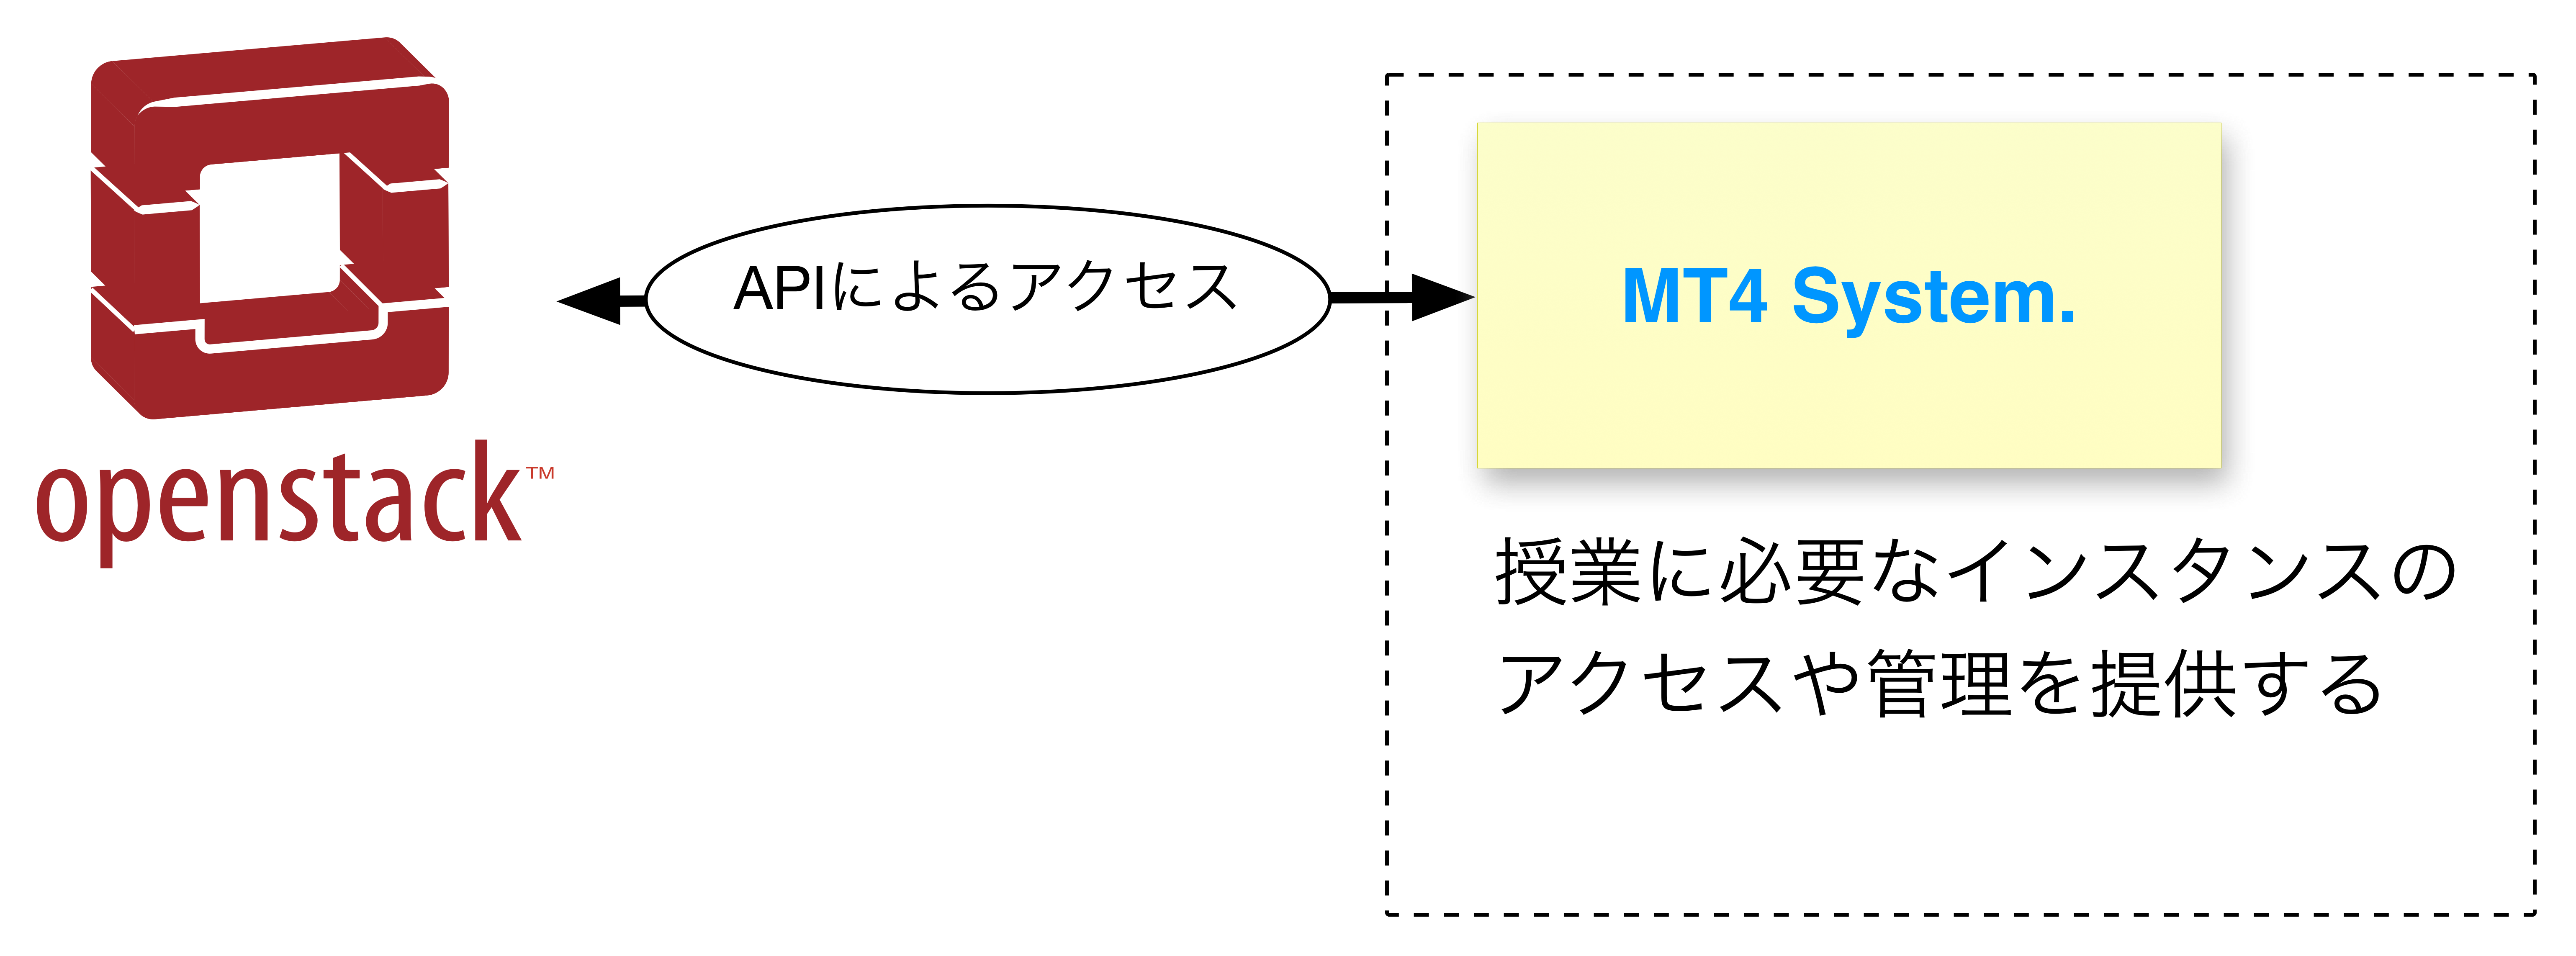 openstack™
APIによるアクセス
MT4 System.
授業に必要なインスタンスの
アクセスや管理を提供する